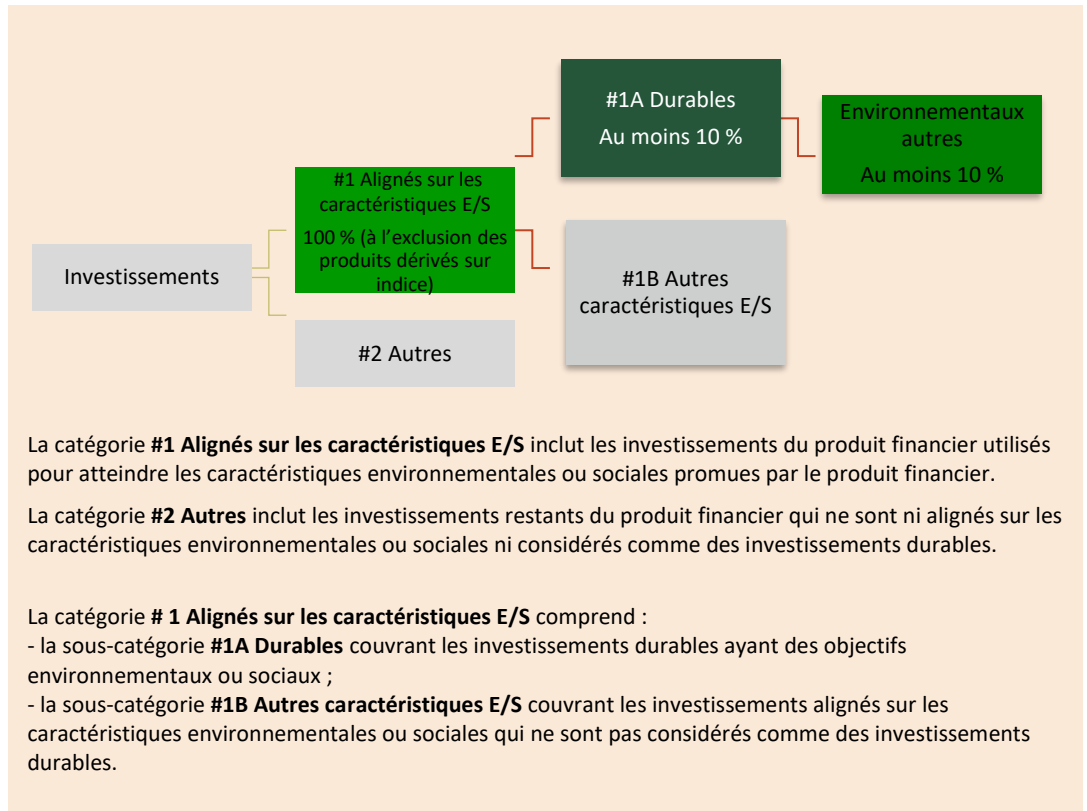 #1A Durables
Au moins 10 %
Environnementaux
autres
Au moins 10 %
#1 Alignés sur les
caractéristiques E/S
100 % (à l’exclusion des
produits dérivés sur
indice)
Investissements
#1B Autres
caractéristiques E/S
#2 Autres
La catégorie #1 Alignés sur les caractéristiques E/S inclut les investissements du produit financier utilisés
pour atteindre les caractéristiques environnementales ou sociales promues par le produit financier.
La catégorie #2 Autres inclut les investissements restants du produit financier qui ne sont ni alignés sur les
caractéristiques environnementales ou sociales ni considérés comme des investissements durables.
La catégorie # 1 Alignés sur les caractéristiques E/S comprend :
- la sous-catégorie #1A Durables couvrant les investissements durables ayant des objectifs
environnementaux ou sociaux ;
- la sous-catégorie #1B Autres caractéristiques E/S couvrant les investissements alignés sur les
caractéristiques environnementales ou sociales qui ne sont pas considérés comme des investissements
durables.